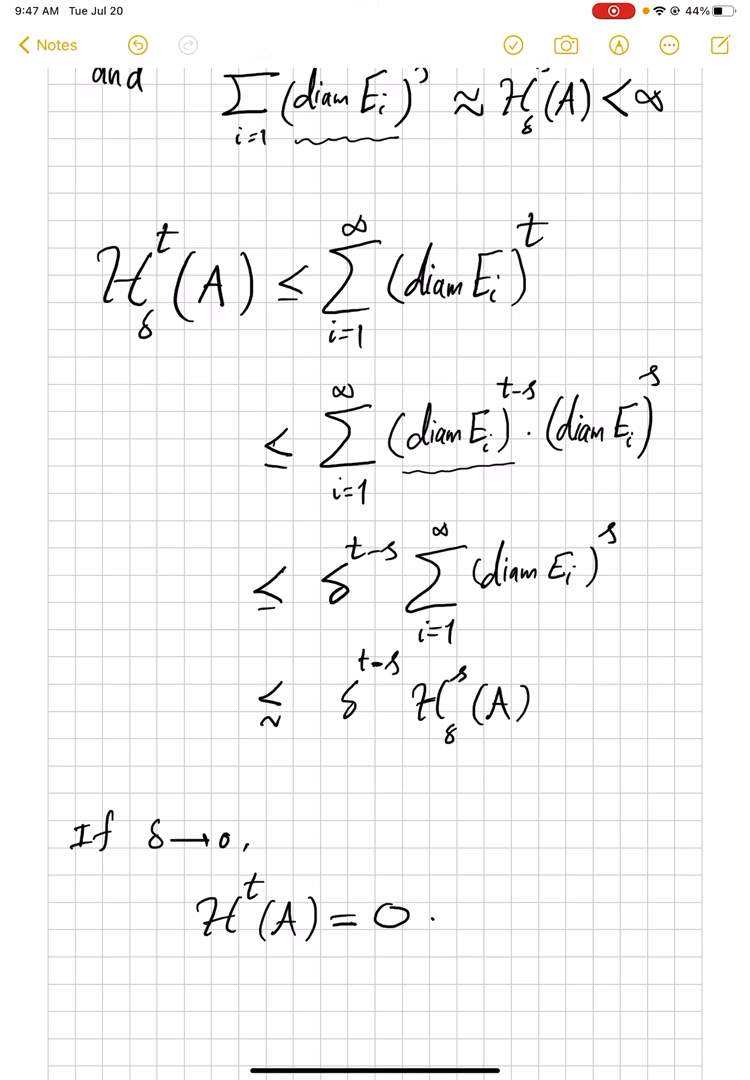 9:47 AM Tue Jul 20 44%
Notes
and ∑_{i=1} (diam E_i)^s ≈ ℋ_δ^s(A) < ∞
ℋ_δ^t(A) ≤ ∑_{i=1}^∞ (diam E_i)^t
≤ ∑_{i=1}^∞ (diam E_i)^{t-s} · (diam E_i)^s
≤ δ^{t-s} ∑_{i=1}^∞ (diam E_i)^s
≲ δ^{t-s} ℋ_δ^s(A)
If δ → 0,
ℋ^t(A) = 0.